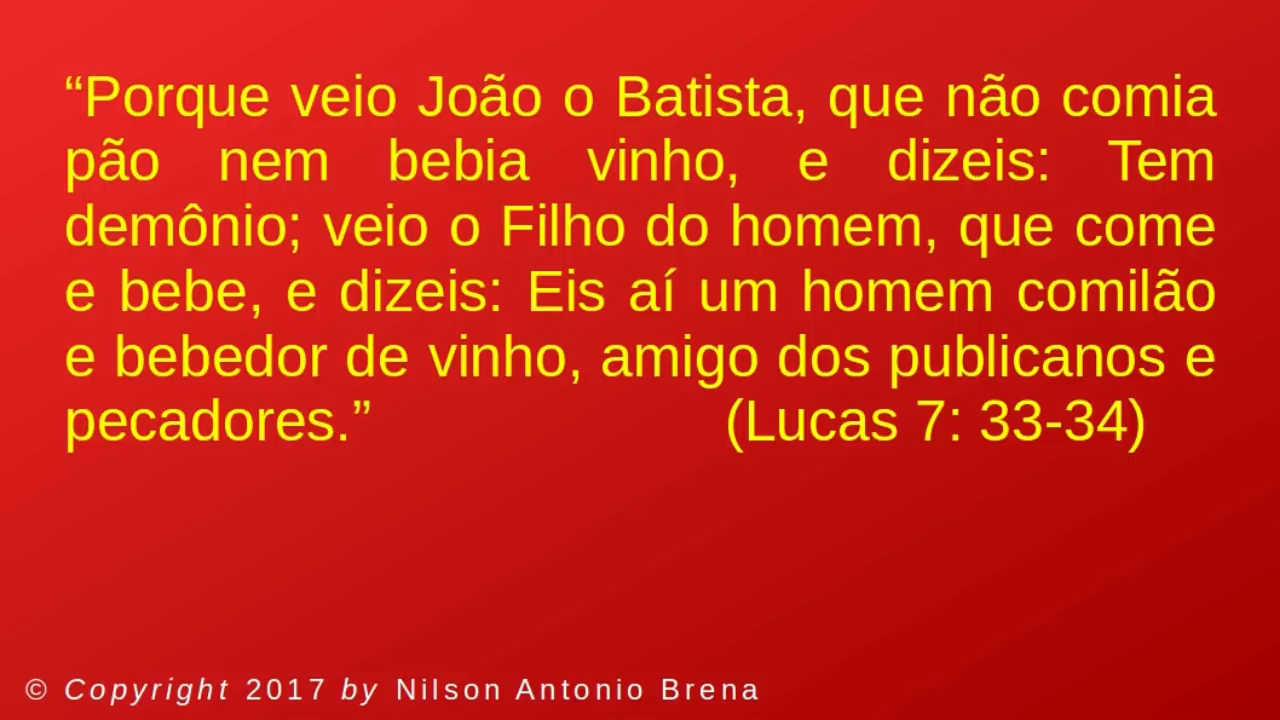 “Porque veio João o Batista, que não comia
pão nem bebia vinho, e dizeis: Tem
demônio; veio o Filho do homem, que come
e bebe, e dizeis: Eis aí um homem comilão
e bebedor de vinho, amigo dos publicanos e
pecadores.” (Lucas 7: 33-34)
© Copyright 2017 by Nilson Antonio Brena